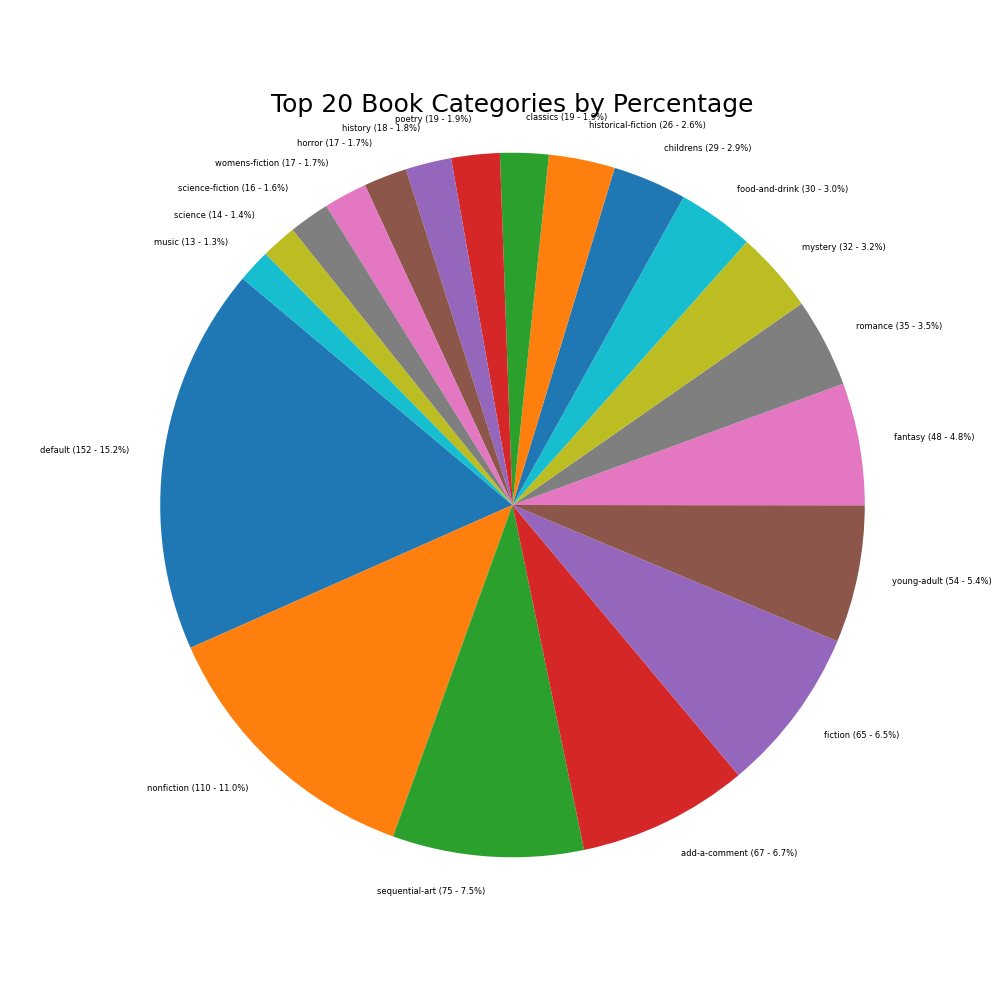 Top 20 Book Categories by Percentage
poetry (19 - 1.9%)
classics (19 - 1.9%)
history (18 - 1.8%)
historical-fiction (26 - 2.6%)
horror (17 - 1.7%)
childrens (29 - 2.9%)
womens-fiction (17 - 1.7%)
science-fiction (16 - 1.6%)
food-and-drink (30 - 3.0%)
science (14 - 1.4%)
music (13 - 1.3%)
mystery (32 - 3.2%)
romance (35 - 3.5%)
fantasy (48 - 4.8%)
default (152 - 15.2%)
young-adult (54 - 5.4%)
fiction (65 - 6.5%)
nonfiction (110 - 11.0%)
add-a-comment (67 - 6.7%)
sequential-art (75 - 7.5%)